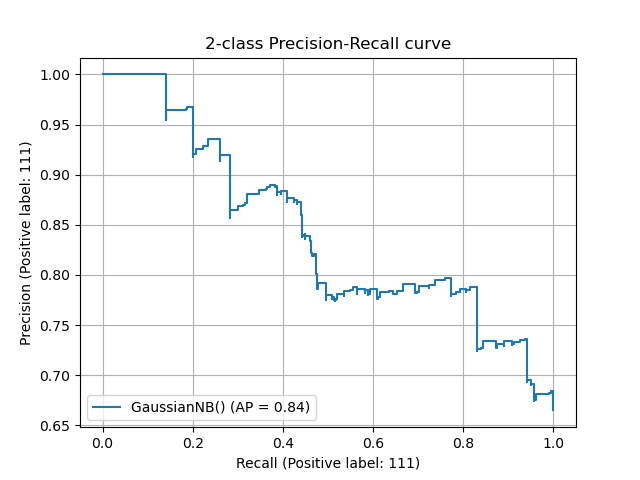 2-class Precision-Recall curve
1.00
0.95
0.90
0.85
0.80
0.75
0.70
0.65
Precision (Positive label: 111)
GaussianNB() (AP = 0.84)
0.0 0.2 0.4 0.6 0.8 1.0
Recall (Positive label: 111)